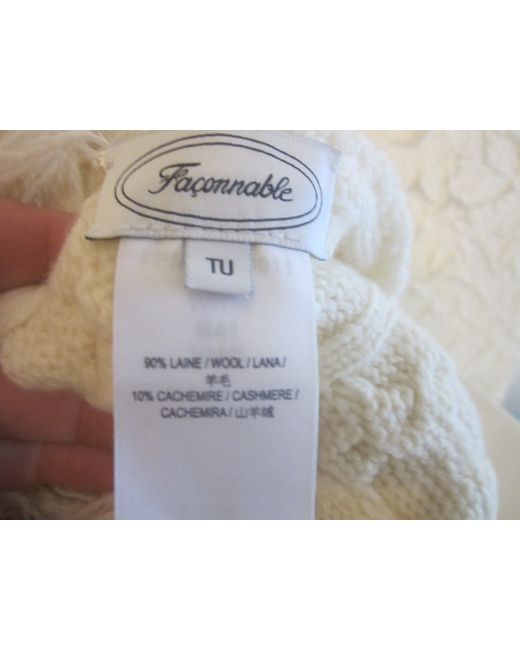 Façonnable
TU
90% LAINE / WOOL / LANA /
羊毛
10% CACHEMIRE / CASHMERE /
CACHEMIRA / 山羊绒